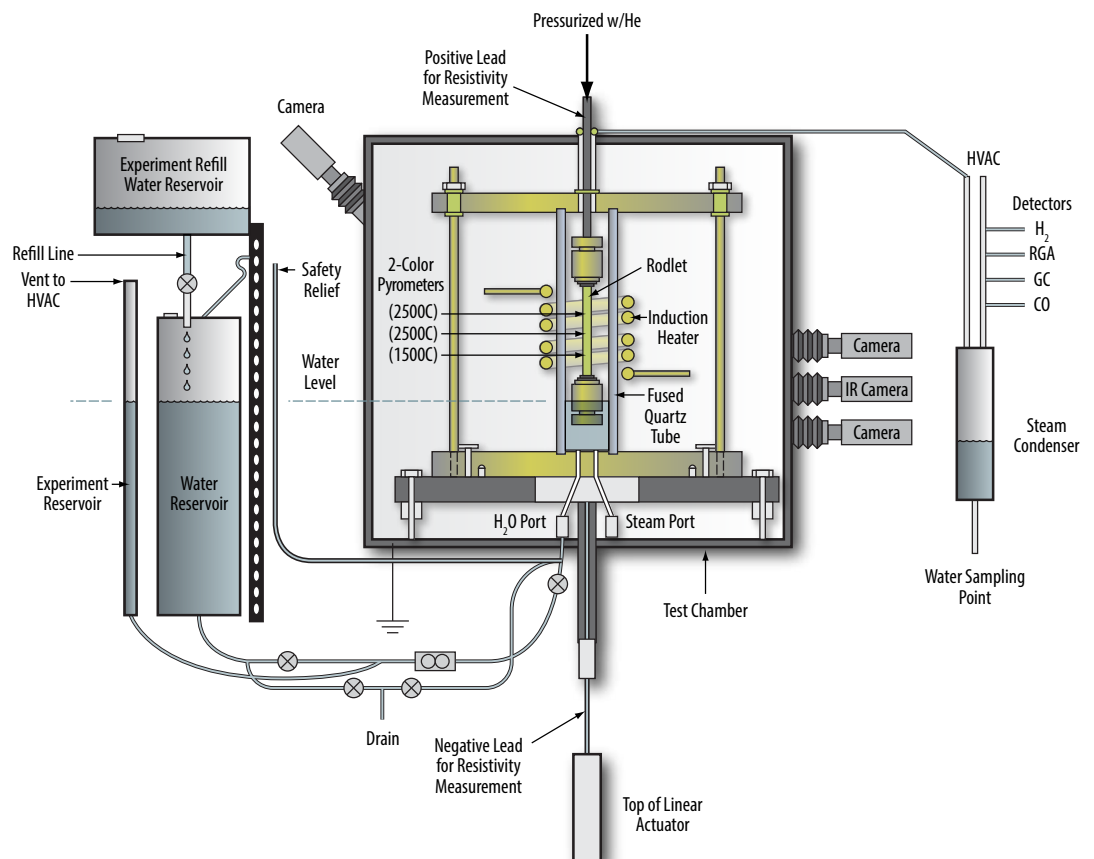 Pressurized w/He
Positive Lead
for Resistivity
Measurement
Camera
HVAC
Experiment Refill
Water Reservoir
Detectors
H2
RGA
GC
CO
Refill Line
Vent to
HVAC
Safety
Relief
2-Color
Pyrometers
(2500C)
(2500C)
(1500C)
Rodlet
Induction
Heater
Water
Level
Camera
IR Camera
Camera
Fused
Quartz
Tube
Steam
Condenser
Experiment
Reservoir
Water
Reservoir
H2O Port
Steam Port
Water Sampling
Point
Test Chamber
Drain
Negative Lead
for Resistivity
Measurement
Top of Linear
Actuator